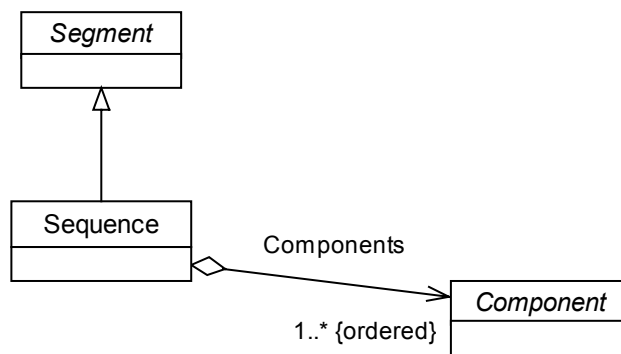 Segment
Sequence
Components
Component
1..* {ordered}